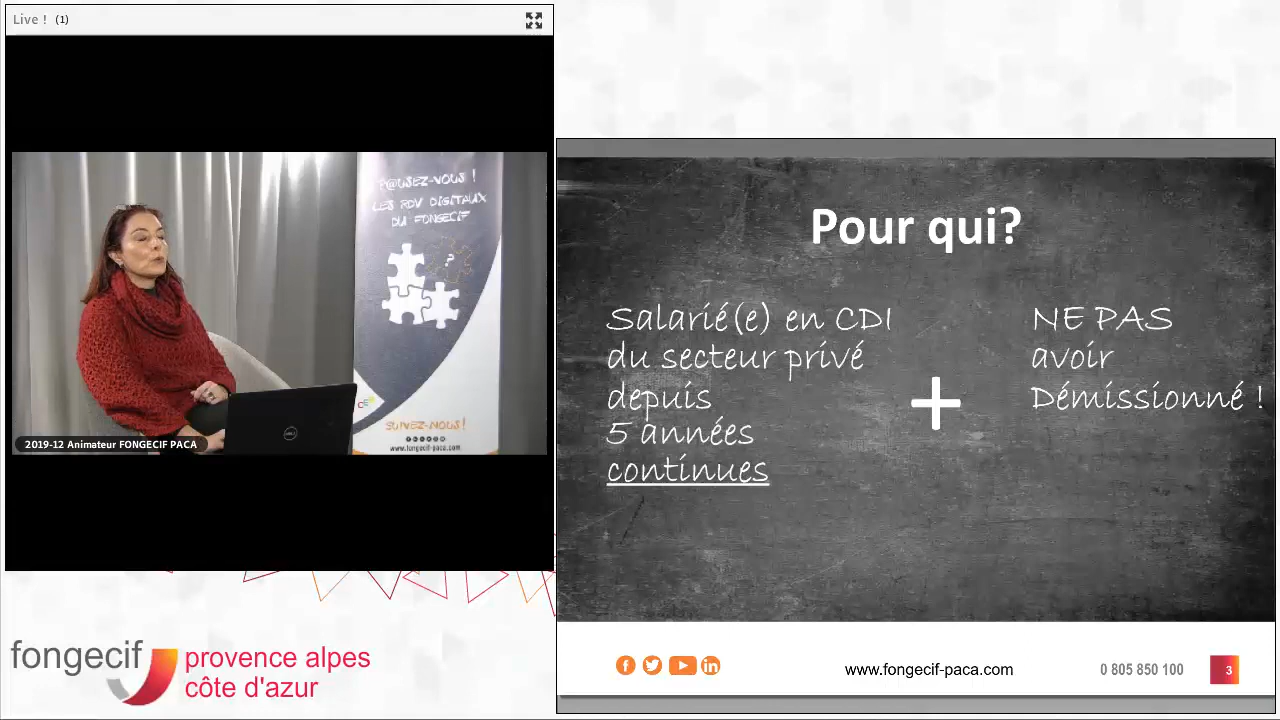 Live ! (1)
P@USEZ-VOUS !
LES RDV DIGITAUX
DU FONGECIF
?
SUIVEZ-NOUS!
www.fongecif-paca.com
2019-12 Animateur FONGECIF PACA
DELL
fongecif
provence alpes
côte d'azur
Pour qui?
Salarié(e) en CDI
du secteur privé
depuis
5 années
continues
+
NE PAS
avoir
Démissionné !
www.fongecif-paca.com
0 805 850 100
3